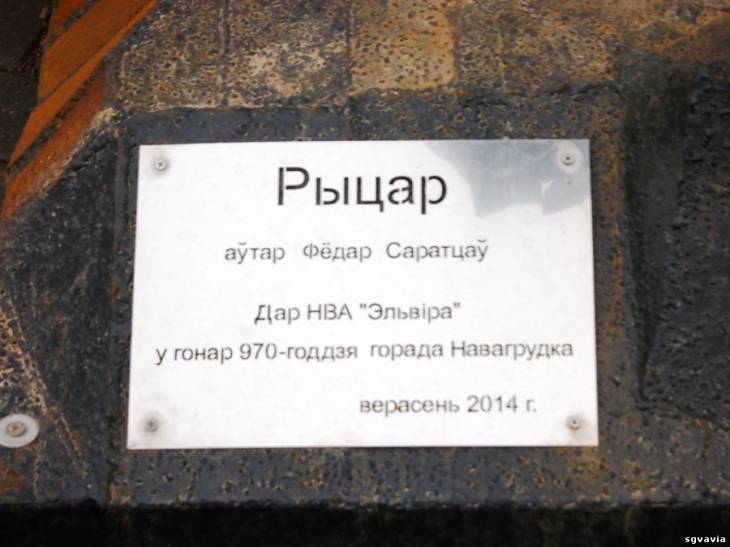 Рыцар
аўтар Фёдар Саратцаў
Дар НВА "Эльвіра"
у гонар 970-годдзя горада Навагрудка
верасень 2014 г.
sgvavia